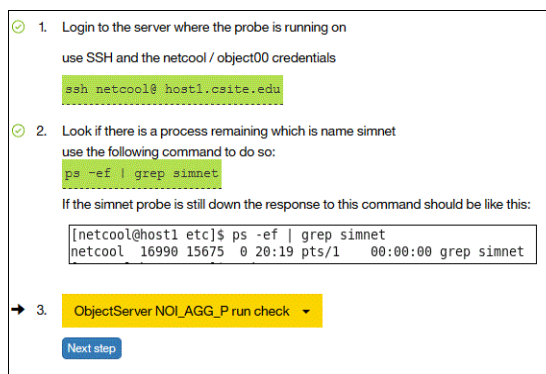 1. Login to the server where the probe is running on
use SSH and the netcool / object00 credentials
ssh netcool@ host1.csite.edu
2. Look if there is a process remaining which is name simnet
use the following command to do so:
ps -ef | grep simnet
If the simnet probe is still down the response to this command should be like this:
[netcool@host1 etc]$ ps -ef | grep simnet
netcool 16990 15675 0 20:19 pts/1 00:00:00 grep simnet
3. ObjectServer NOI_AGG_P run check
Next step